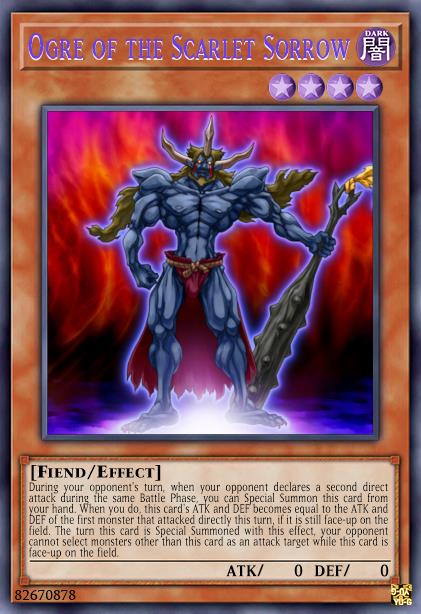 Ogre of the Scarlet Sorrow
DARK
闇
[Fiend/Effect]
During your opponent's turn, when your opponent declares a second direct
attack during the same Battle Phase, you can Special Summon this card from
your hand. When you do, this card's ATK and DEF becomes equal to the ATK and
DEF of the first monster that attacked directly this turn, if it is still face-up on the
field. The turn this card is Special Summoned with this effect, your opponent
cannot select monsters other than this card as an attack target while this card is
face-up on the field.
ATK/ 0 DEF/ 0
82670878